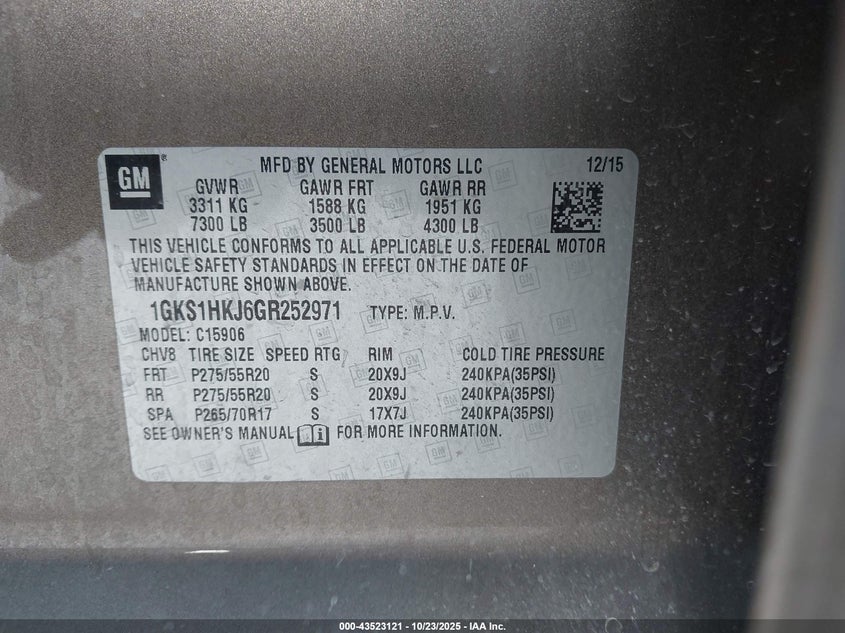 GM ® MFD BY GENERAL MOTORS LLC 12/15
GVWR GAWR FRT GAWR RR
3311 KG 1588 KG 1951 KG
7300 LB 3500 LB 4300 LB
THIS VEHICLE CONFORMS TO ALL APPLICABLE U.S. FEDERAL MOTOR
VEHICLE SAFETY STANDARDS IN EFFECT ON THE DATE OF
MANUFACTURE SHOWN ABOVE.
1GKS1HKJ6GR252971 TYPE: M.P.V.
MODEL: C15906
CHV8 TIRE SIZE SPEED RTG RIM COLD TIRE PRESSURE
FRT P275/55R20 S 20X9J 240KPA(35PSI)
RR P275/55R20 S 20X9J 240KPA(35PSI)
SPA P265/70R17 S 17X7J 240KPA(35PSI)
SEE OWNER'S MANUAL i FOR MORE INFORMATION.
000-43523121 - 10/23/2025 - IAA Inc.